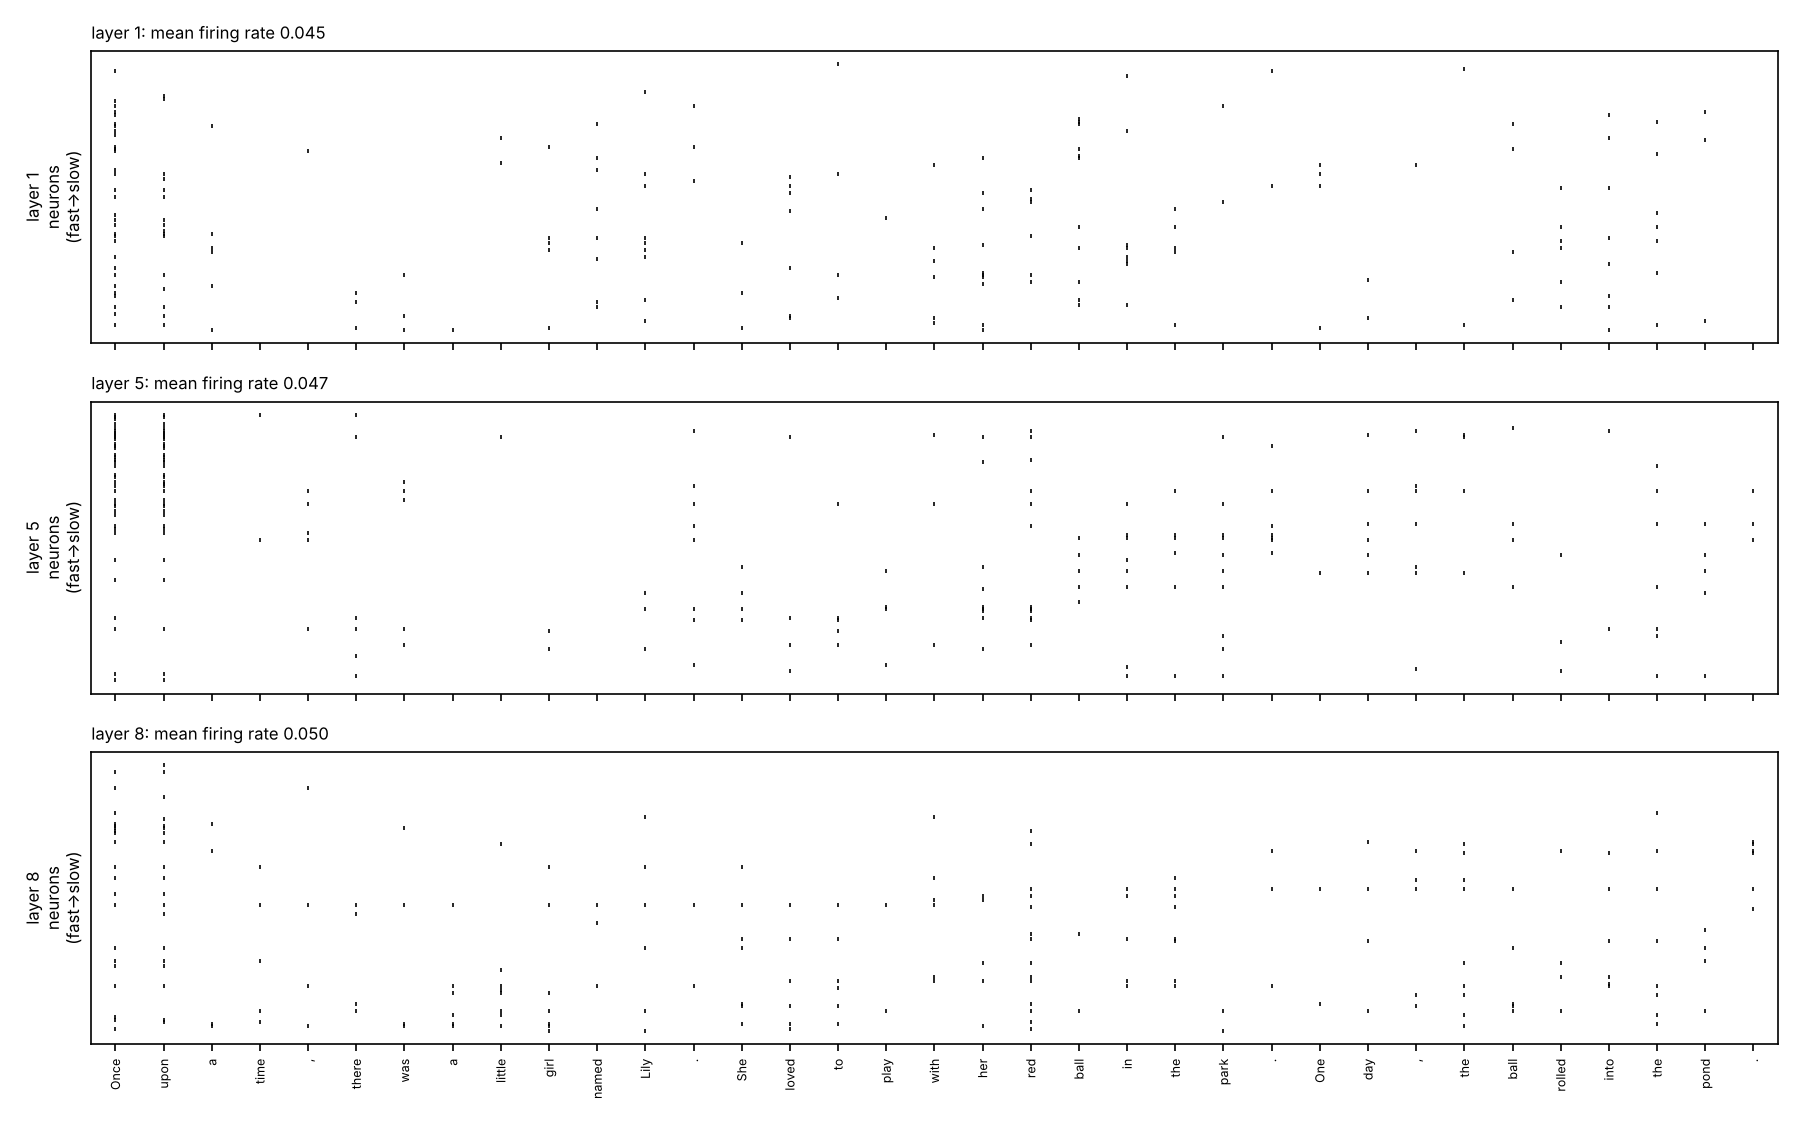 layer 1: mean firing rate 0.045
layer 1
neurons
(fast→slow)
layer 5: mean firing rate 0.047
layer 5
neurons
(fast→slow)
layer 8: mean firing rate 0.050
layer 8
neurons
(fast→slow)
Once
upon
a
time
,
there
was
a
little
girl
named
Lily
.
She
loved
to
play
with
her
red
ball
in
the
park
.
One
day
,
the
ball
rolled
into
the
pond
.